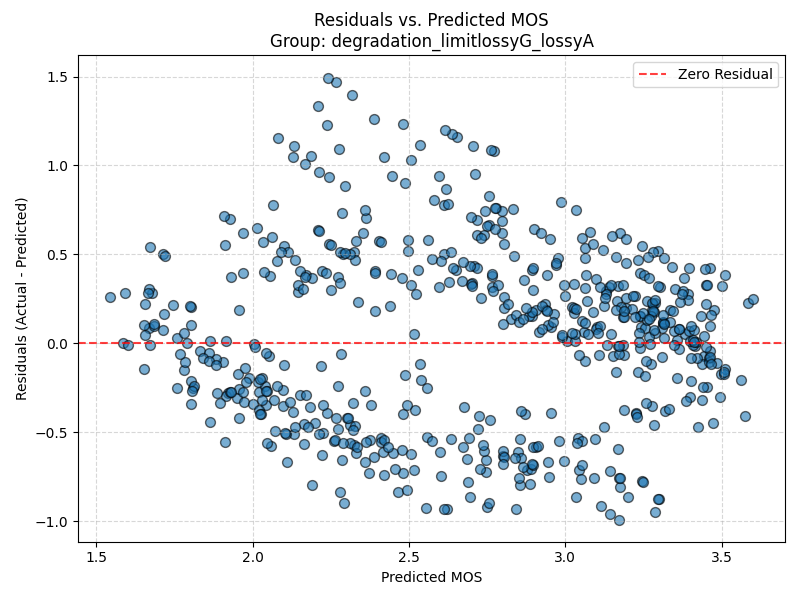 Residuals vs. Predicted MOS
Group: degradation_limitlossyG_lossyA
Zero Residual
Residuals (Actual - Predicted)
1.5
1.0
0.5
0.0
−0.5
−1.0
1.5
2.0
2.5
3.0
3.5
Predicted MOS